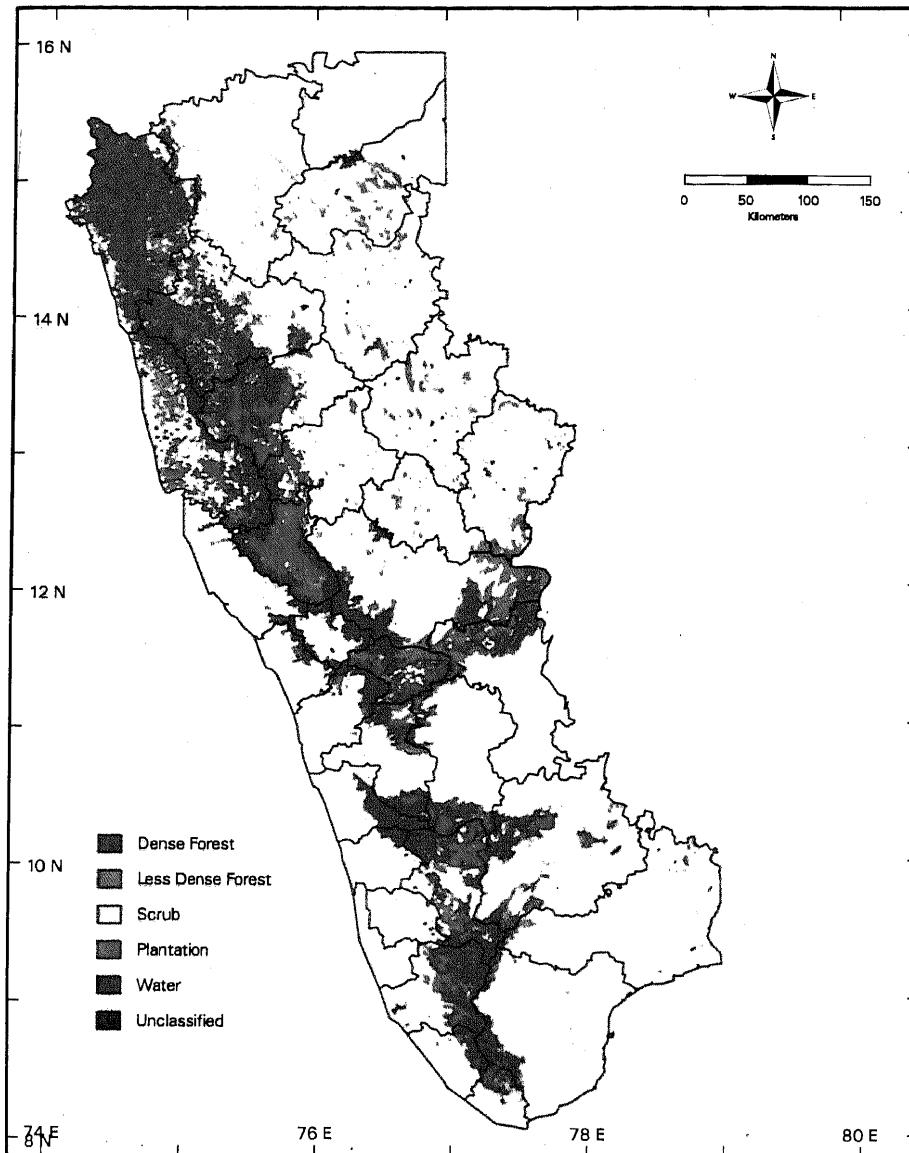 16 N
N
W E
S
0 50 100 150
Kilometers
14 N
12 N
10 N
Dense Forest
Less Dense Forest
Scrub
Plantation
Water
Unclassified
8N
74 E 76 E 78 E 80 E